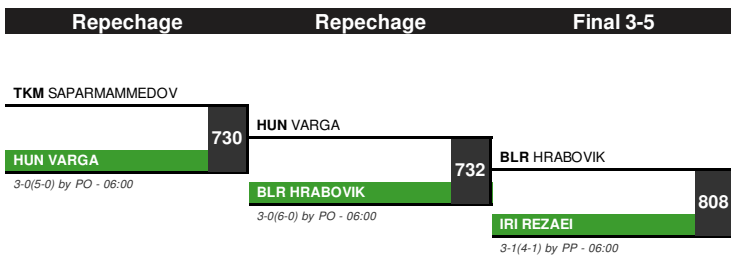 Repechage Repechage Final 3-5
TKM SAPARMAMMEDOV
730
HUN VARGA
3-0(5-0) by PO - 06:00
HUN VARGA
732
BLR HRABOVIK
3-0(6-0) by PO - 06:00
BLR HRABOVIK
808
IRI REZAEI
3-1(4-1) by PP - 06:00